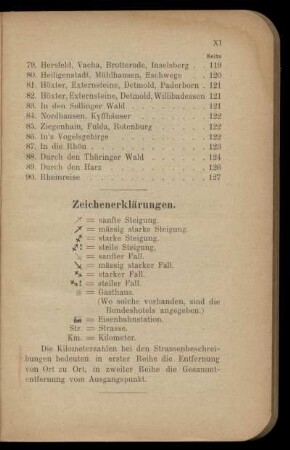 XI
Seite
79. Hersfeld, Vacha, Brotterode, Inselsberg . . . 119
80. Heiligenstadt, Mühlhausen, Eschwege . . . 120
81. Höxter, Externsteine, Detmold, Paderborn . 121
82. Höxter, Externsteine, Detmold, Willibadessen 121
83. In den Sollinger Wald . . . . . . . . 121
84. Nordhausen, Kyffhäuser . . . . . . . 122
85. Ziegenhain, Fulda, Rotenburg . . . . . 122
86. In's Vogelsgebirge . . . . . . . . . 122
87. In die Rhön . . . . . . . . . . . 123
88. Durch den Thüringer Wald . . . . . . 124
89. Durch den Harz . . . . . . . . . . 126
90. Rheinreise . . . . . . . . . . . . 127
Zeichenerklärungen.
= sanfte Steigung.
= mässig starke Steigung.
= starke Steigung.
= steile Steigung.
= sanfter Fall.
= mässig starker Fall.
= starker Fall.
= steiler Fall.
= Gasthaus.
(Wo solche vorhanden, sind die
Bundeshotels angegeben.)
= Eisenbahnstation.
Str. = Strasse.
Km. = Kilometer.
Die Kilometerzahlen bei den Strassenbeschrei-
bungen bedeuten in erster Reihe die Entfernung
von Ort zu Ort, in zweiter Reihe die Gesammt-
entfernung vom Ausgangspunkt.